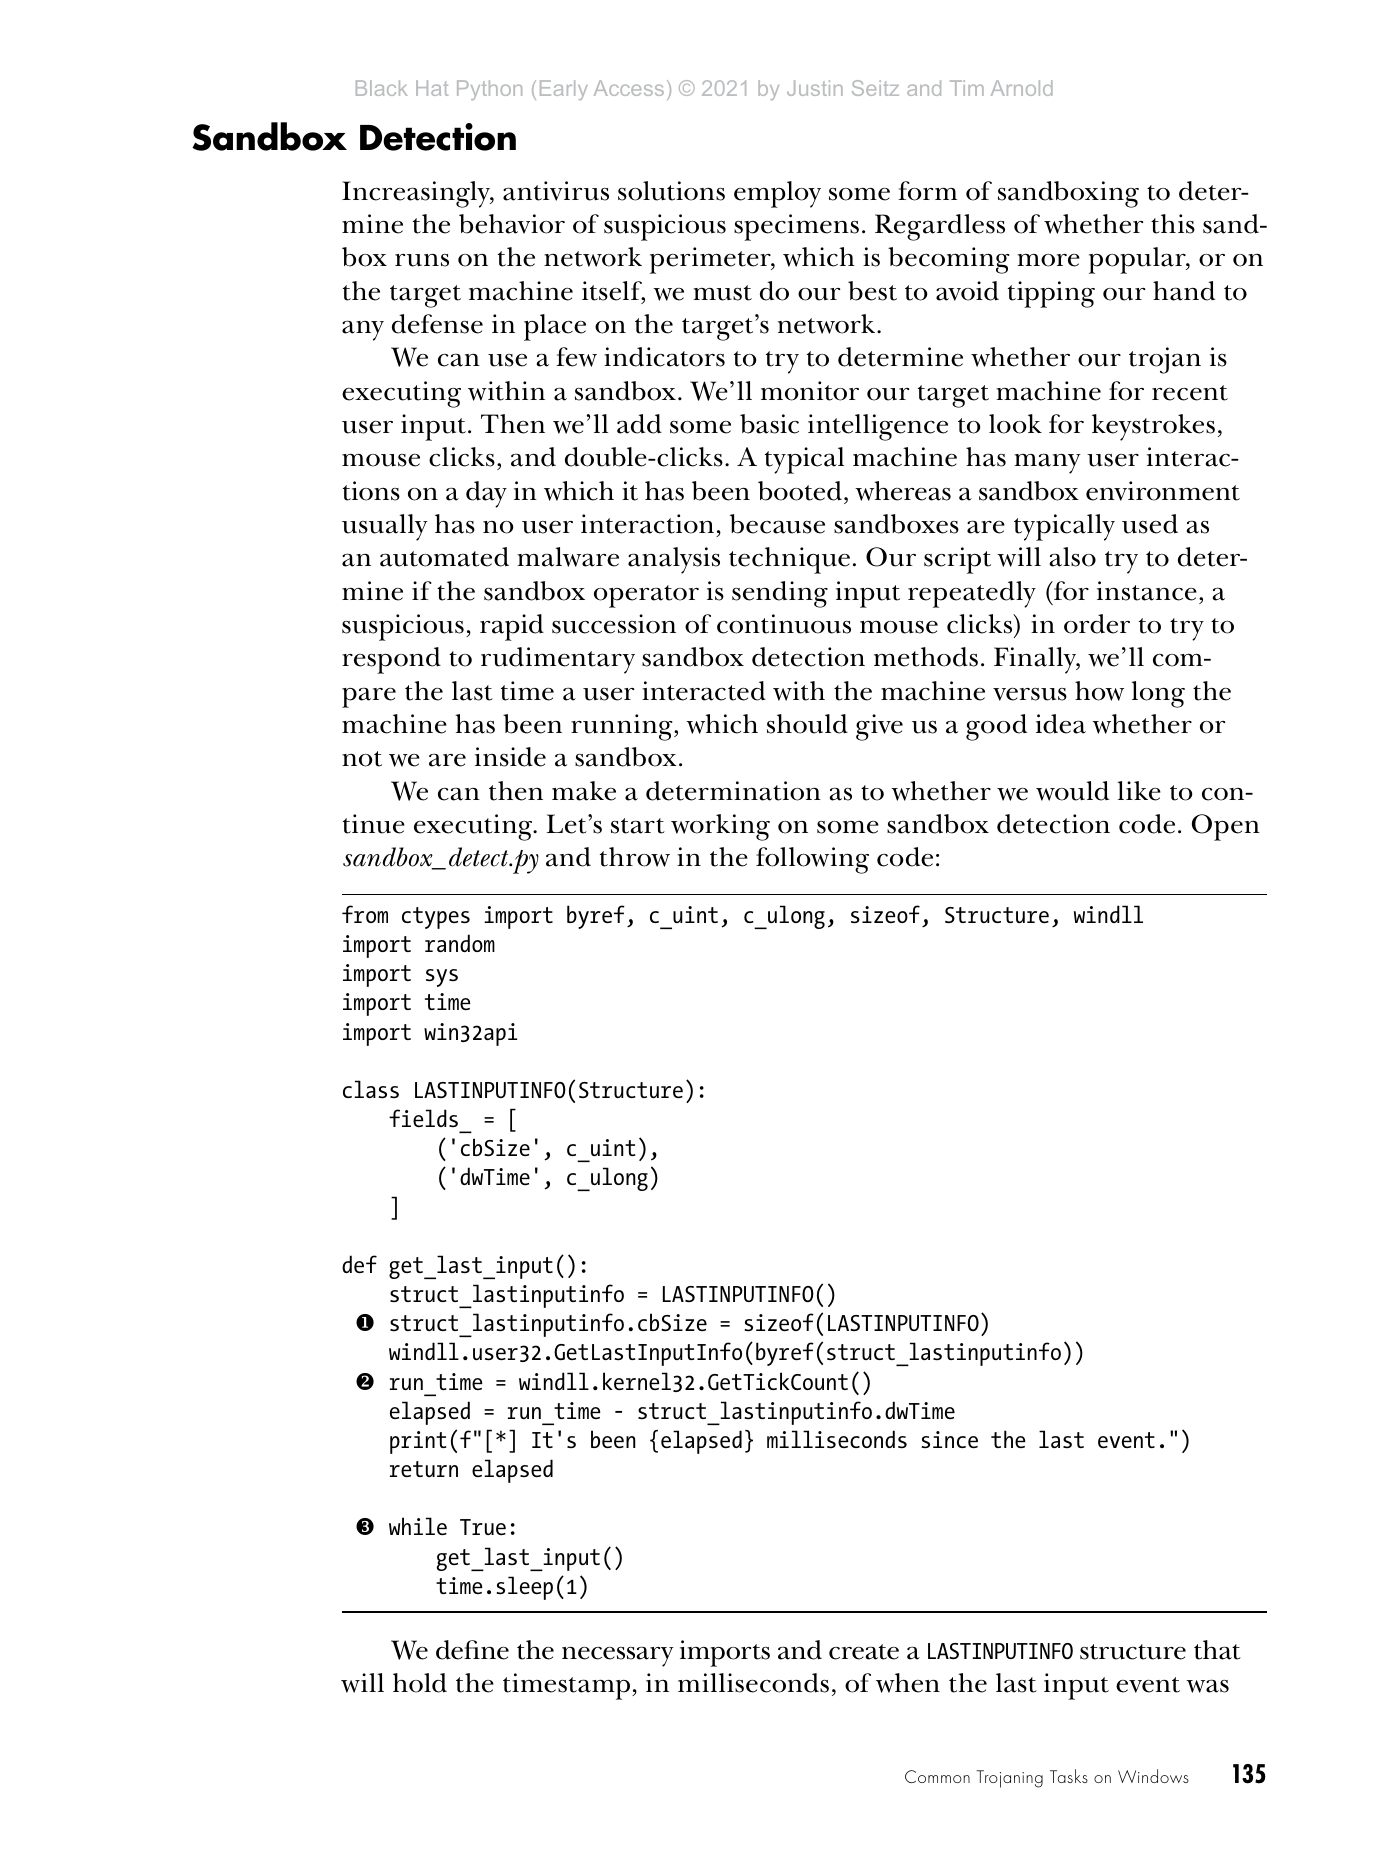 Black Hat Python (Early Access) © 2021 by Justin Seitz and Tim Arnold
Sandbox Detection
Increasingly, antivirus solutions employ some form of sandboxing to deter-
mine the behavior of suspicious specimens. Regardless of whether this sand-
box runs on the network perimeter, which is becoming more popular, or on
the target machine itself, we must do our best to avoid tipping our hand to
any defense in place on the target’s network.
We can use a few indicators to try to determine whether our trojan is
executing within a sandbox. We’ll monitor our target machine for recent
user input. Then we’ll add some basic intelligence to look for keystrokes,
mouse clicks, and double-clicks. A typical machine has many user interac-
tions on a day in which it has been booted, whereas a sandbox environment
usually has no user interaction, because sandboxes are typically used as
an automated malware analysis technique. Our script will also try to deter-
mine if the sandbox operator is sending input repeatedly (for instance, a
suspicious, rapid succession of continuous mouse clicks) in order to try to
respond to rudimentary sandbox detection methods. Finally, we’ll com-
pare the last time a user interacted with the machine versus how long the
machine has been running, which should give us a good idea whether or
not we are inside a sandbox.
We can then make a determination as to whether we would like to con-
tinue executing. Let’s start working on some sandbox detection code. Open
sandbox_detect.py and throw in the following code:
from ctypes import byref, c_uint, c_ulong, sizeof, Structure, windll
import random
import sys
import time
import win32api
class LASTINPUTINFO(Structure):
    fields_ = [
        ('cbSize', c_uint),
        ('dwTime', c_ulong)
    ]
def get_last_input():
    struct_lastinputinfo = LASTINPUTINFO()
❶ struct_lastinputinfo.cbSize = sizeof(LASTINPUTINFO)
    windll.user32.GetLastInputInfo(byref(struct_lastinputinfo))
❷ run_time = windll.kernel32.GetTickCount()
    elapsed = run_time - struct_lastinputinfo.dwTime
    print(f"[*] It's been {elapsed} milliseconds since the last event.")
    return elapsed
❸ while True:
        get_last_input()
        time.sleep(1)
We define the necessary imports and create a LASTINPUTINFO structure that
will hold the timestamp, in milliseconds, of when the last input event was
Common Trojaning Tasks on Windows 135